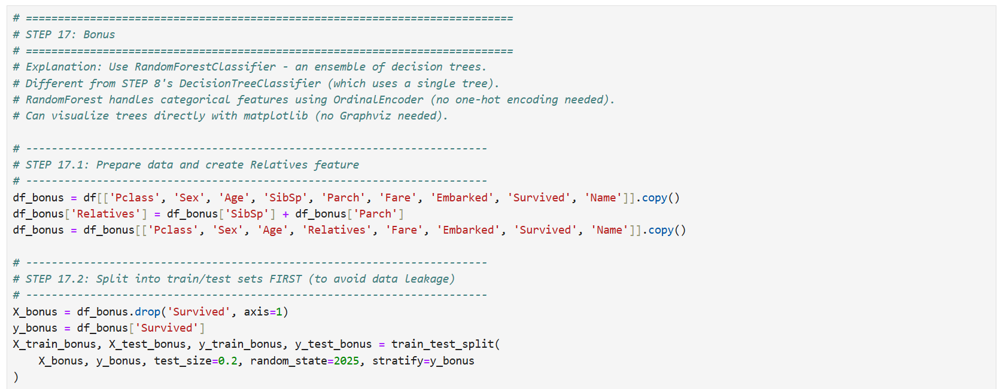 # ============================================================================
# STEP 17: Bonus
# ============================================================================
# Explanation: Use RandomForestClassifier - an ensemble of decision trees.
# Different from STEP 8's DecisionTreeClassifier (which uses a single tree).
# RandomForest handles categorical features using OrdinalEncoder (no one-hot encoding needed).
# Can visualize trees directly with matplotlib (no Graphviz needed).

# ------------------------------------------------------------------------
# STEP 17.1: Prepare data and create Relatives feature
# ------------------------------------------------------------------------
df_bonus = df[['Pclass', 'Sex', 'Age', 'SibSp', 'Parch', 'Fare', 'Embarked', 'Survived', 'Name']].copy()
df_bonus['Relatives'] = df_bonus['SibSp'] + df_bonus['Parch']
df_bonus = df_bonus[['Pclass', 'Sex', 'Age', 'Relatives', 'Fare', 'Embarked', 'Survived', 'Name']].copy()

# ------------------------------------------------------------------------
# STEP 17.2: Split into train/test sets FIRST (to avoid data leakage)
# ------------------------------------------------------------------------
X_bonus = df_bonus.drop('Survived', axis=1)
y_bonus = df_bonus['Survived']
X_train_bonus, X_test_bonus, y_train_bonus, y_test_bonus = train_test_split(
    X_bonus, y_bonus, test_size=0.2, random_state=2025, stratify=y_bonus
)